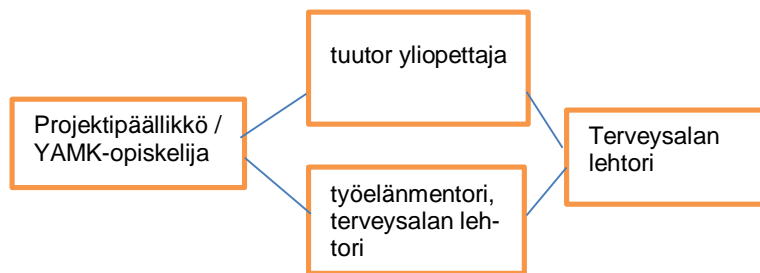 tuutor yliopettaja
Projektipäällikkö /
YAMK-opiskelija
Terveysalan
lehtori
työelänmentori,
terveysalan leh-
tori